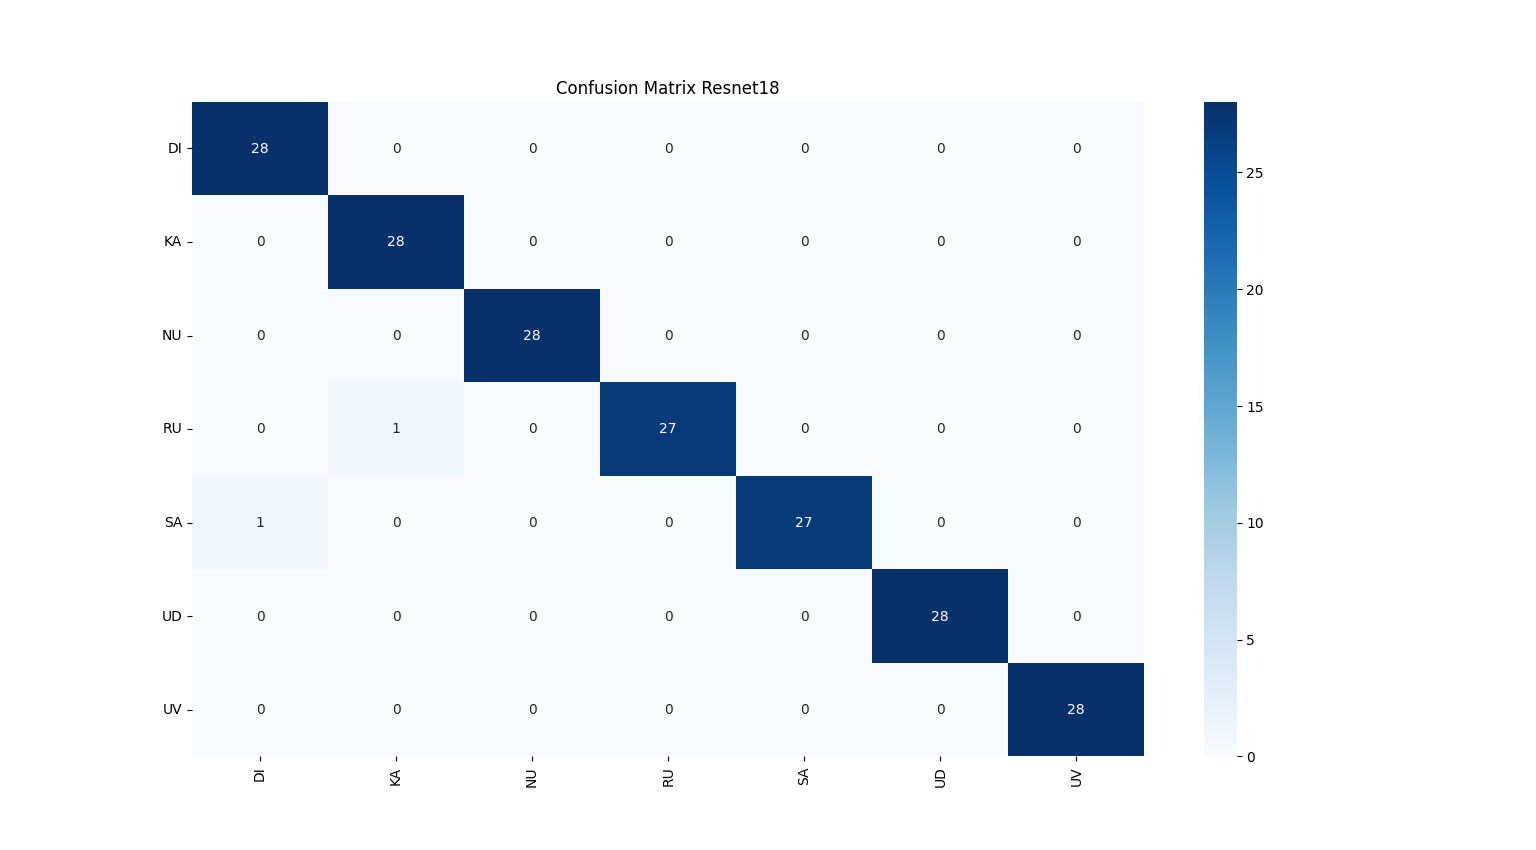 Confusion Matrix Resnet18
DI 28 0 0 0 0 0 0
KA 0 28 0 0 0 0 0
NU 0 0 28 0 0 0 0
RU 0 1 0 27 0 0 0
SA 1 0 0 0 27 0 0
UD 0 0 0 0 0 28 0
UV 0 0 0 0 0 0 28
DI KA NU RU SA UD UV
25
20
15
10
5
0